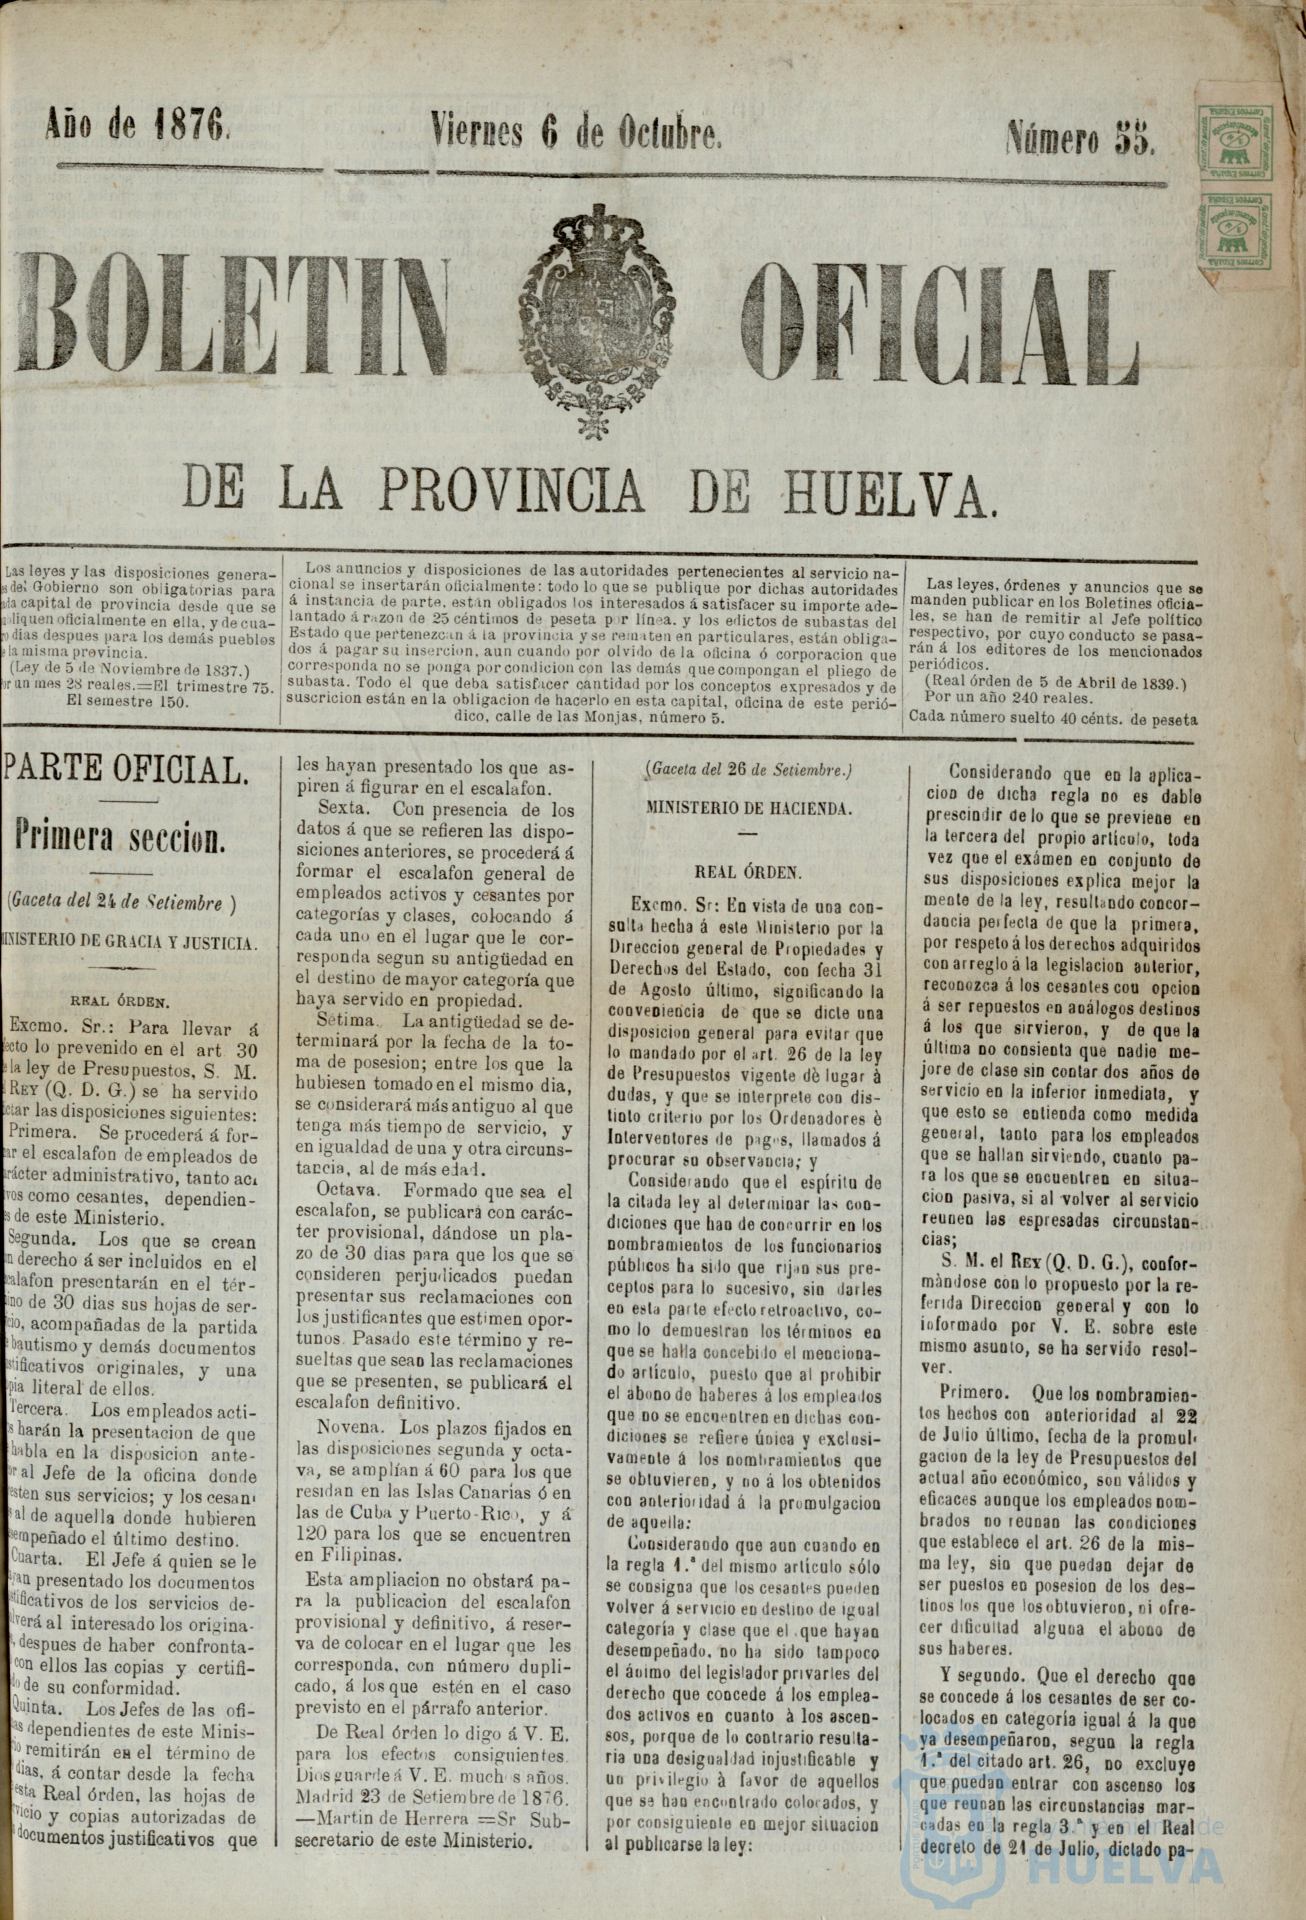 Año de 1876.
Viernes 6 de Octubre.
Número 55.
BOLETIN OFICIAL
DE LA PROVINCIA DE HUELVA.
Las leyes y las disposiciones genera-
del Gobierno son obligatorias para
capital de provincia desde que se
oficialmente en ella, y de cua-
dias despues para los demás pueblos
la misma provincia.
(Ley de 5 de Noviembre de 1837.)
un mes 28 reales.=El trimestre 75.
El semestre 150.
Los anuncios y disposiciones de las autoridades pertenecientes al servicio na-
cional se insertarán oficialmente: todo lo que se publique por dichas autoridades
á instancia de parte, están obligados los interesados á satisfacer su importe ade-
lantado á razon de 25 céntimos de peseta por línea, y los edictos de subastas del
Estado que pertenezcan á la provincia y se rematen en particulares, están obliga-
dos á pagar su insercion, aun cuando por olvido de la oficina ó corporacion que
corresponda no se ponga por condicion con las demás que compongan el pliego de
subasta. Todo el que deba satisfacer cantidad por los conceptos expresados y de
suscricion están en la obligacion de hacerlo en esta capital, oficina de este perió-
dico, calle de las Monjas, número 5.
Las leyes, órdenes y anuncios que se
manden publicar en los Boletines oficia-
les, se han de remitir al Jefe político
respectivo, por cuyo conducto se pasa-
rán á los editores de los mencionados
periódicos.
(Real órden de 5 de Abril de 1839.)
Por un año 240 reales.
Cada número suelto 40 cénts. de peseta
PARTE OFICIAL.
Primera seccion.
(Gaceta del 24 de Setiembre )
MINISTERIO DE GRACIA Y JUSTICIA.
REAL ÓRDEN.
Excmo. Sr.: Para llevar á
lo prevenido en el art 30
la ley de Presupuestos, S. M.
REY (Q. D. G.) se ha servido
las disposiciones siguientes:
Primera. Se procederá á for-
el escalafon de empleados de
administrativo, tanto
como cesantes, dependien-
de este Ministerio.
Segunda. Los que se crean
derecho á ser incluidos en el
presentarán en el tér-
de 30 dias sus hojas de ser-
acompañadas de la partida
bautismo y demás documentos
originales, y una
literal de ellos.
Tercera. Los empleados acti-
harán la presentacion de que
habla en la disposicion ante-
al Jefe de la oficina donde
sus servicios; y los cesan
al de aquella donde hubieren
el último destino.
Cuarta. El Jefe á quien se le
presentado los documentos
de los servicios de-
al interesado los origina-
despues de haber confronta-
con ellos las copias y certifi-
de su conformidad.
Quinta. Los Jefes de las ofi-
dependientes de este Minis-
remitirán en el término de
dias, á contar desde la fecha
esta Real órden, las hojas de
y copias autorizadas de
documentos justificativos que
les hayan presentado los que as-
piren á figurar en el escalafon.
Sexta. Con presencia de los
datos á que se refieren las dispo-
siciones anteriores, se procederá á
formar el escalafon general de
empleados activos y cesantes por
categorías y clases, colocando á
cada uno en el lugar que le cor-
responda segun su antigüedad en
el destino de mayor categoría que
haya servido en propiedad.
Sétima. La antigüedad se de-
terminará por la fecha de la to-
ma de posesion; entre los que la
hubiesen tomado en el mismo dia,
se considerará más antiguo al que
tenga más tiempo de servicio, y
en igualdad de una y otra circuns-
tancia, al de más edad.
Octava. Formado que sea el
escalafon, se publicará con carác-
ter provisional, dándose un pla-
zo de 30 dias para que los que se
consideren perjudicados puedan
presentar sus reclamaciones con
los justificantes que estimen opor-
tunos. Pasado este término y re-
sueltas que sean las reclamaciones
que se presenten, se publicará el
escalafon definitivo.
Novena. Los plazos fijados en
las disposiciones segunda y octa-
va, se amplían á 60 para los que
residan en las Islas Canarias ó en
las de Cuba y Puerto-Rico, y á
120 para los que se encuentren
en Filipinas.
Esta ampliacion no obstará pa-
ra la publicacion del escalafon
provisional y definitivo, á reser-
va de colocar en el lugar que les
corresponda, con número dupli-
cado, á los que estén en el caso
previsto en el párrafo anterior.
De Real órden lo digo á V. E.
para los efectos consiguientes.
Dios guarde á V. E. muchos años.
Madrid 23 de Setiembre de 1876.
—Martin de Herrera =Sr Sub-
secretario de este Ministerio.
(Gaceta del 26 de Setiembre.)
MINISTERIO DE HACIENDA.
REAL ÓRDEN.
Excmo. Sr: En vista de una con-
sulta hecha á este Ministerio por la
Direccion general de Propiedades y
Derechos del Estado, con fecha 31
de Agosto último, significando la
conveniencia de que se dicte una
disposicion general para evitar que
lo mandado por el art. 26 de la ley
de Presupuestos vigente dè lugar à
dudas, y que se interprete con dis-
tinto criterio por los Ordenadores è
Interventores de pagos, llamados á
procurar su observancia; y
Considerando que el espíritu de
la citada ley al determinar las con-
diciones que han de concurrir en los
nombramientos de los funcionarios
públicos ha sido que rijan sus pre-
ceptos para lo sucesivo, sin darles
en esta parte efecto retroactivo, co-
mo lo demuestran los términos en
que se halla concebido el menciona-
do artículo, puesto que al prohibir
el abono de haberes á los empleados
que no se encuentren en dichas con-
diciones se refiere única y exclusi-
vamente á los nombramientos que
se obtuvieren, y no á los obtenidos
con anterioridad á la promulgacion
de aquella:
Considerando que aun cuando en
la regla 1.ª del mismo artículo sólo
se consigna que los cesantes pueden
volver á servicio en destino de igual
categoría y clase que el que hayan
desempeñado, no ha sido tampoco
el ánimo del legislador privarles del
derecho que concede á los emplea-
dos activos en cuanto à los ascen-
sos, porque de lo contrario resulta-
ria una desigualdad injustificable y
un privilegio à favor de aquellos
que se han encontrado colocados, y
por consiguiente en mejor situacion
al publicarse la ley:
Considerando que en la aplica-
cion de dicha regla no es dable
prescindir de lo que se previene en
la tercera del propio artículo, toda
vez que el exámen en conjunto de
sus disposiciones explica mejor la
mente de la ley, resultando concor-
dancia perfecta de que la primera,
por respeto á los derechos adquiridos
con arreglo á la legislacion anterior,
reconozca á los cesantes con opcion
á ser repuestos en análogos destinos
á los que sirvieron, y de que la
última no consienta que nadie me-
jore de clase sin contar dos años de
servicio en la inferior inmediata, y
que esto se entienda como medida
general, tanto para los empleados
que se hallan sirviendo, cuanto pa-
ra los que se encuentren en situa-
cion pasiva, si al volver al servicio
reunen las espresadas circunstan-
cias;
S. M. el REY (Q. D. G.), confor-
màndose con lo propuesto por la re-
ferida Direccion general y con lo
informado por V. E. sobre este
mismo asunto, se ha servido resol-
ver.
Primero. Que los nombramien-
tos hechos con anterioridad al 22
de Julio último, fecha de la promul-
gacion de la ley de Presupuestos del
actual año económico, son válidos y
eficaces aunque los empleados nom-
brados no reunan las condiciones
que establece el art. 26 de la mis-
ma ley, sin que puedan dejar de
ser puestos en posesion de los des-
tinos los que los obtuvieron, ni ofre-
cer dificultad alguna el abono de
sus haberes.
Y segundo. Que el derecho que
se concede á los cesantes de ser co-
locados en categoría igual á la que
ya desempeñaron, segun la regla
1.ª del citado art. 26, no excluye
que puedan entrar con ascenso los
que reunan las circunstancias mar-
cadas en la regla 3.ª y en el Real
decreto de 21 de Julio, dictado pa-
HUELVA